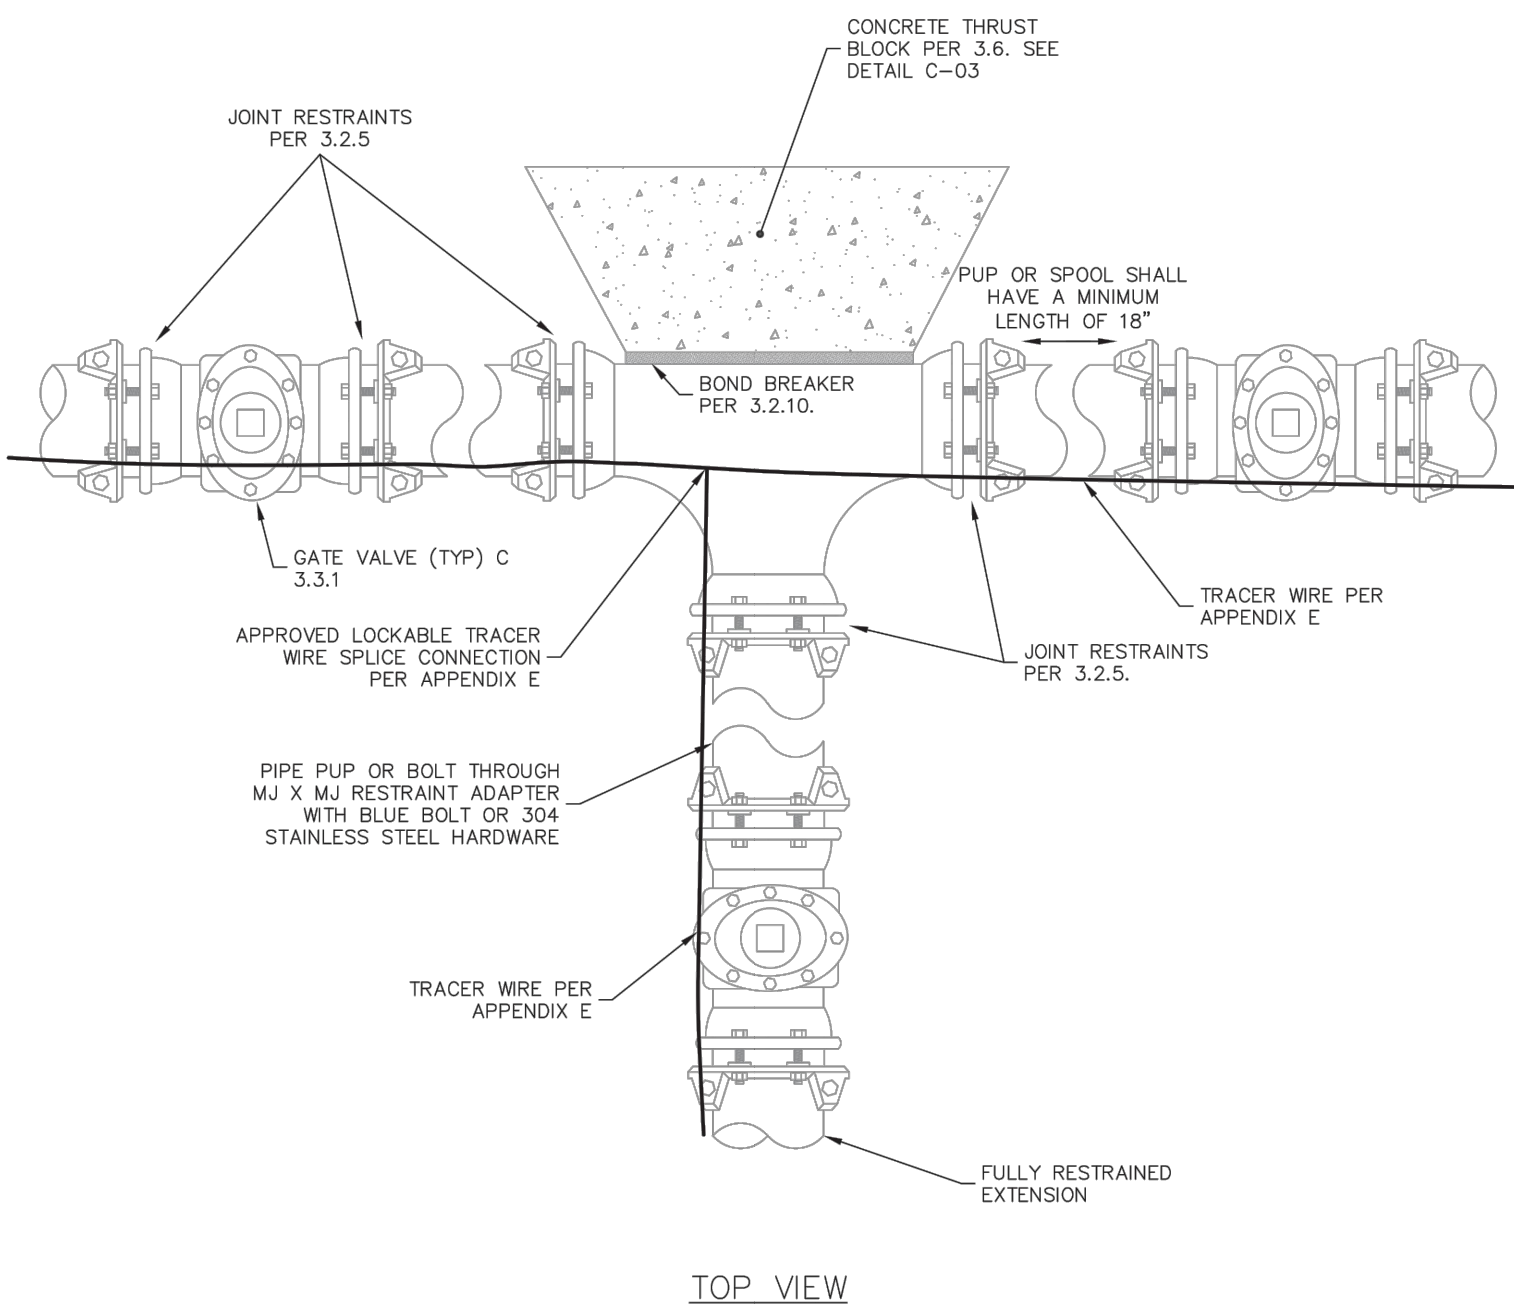 CONCRETE THRUST
BLOCK PER 3.6. SEE
DETAIL C-03
JOINT RESTRAINTS
PER 3.2.5
PUP OR SPOOL SHALL
HAVE A MINIMUM
LENGTH OF 18"
BOND BREAKER
PER 3.2.10.
GATE VALVE (TYP) C
3.3.1
TRACER WIRE PER
APPENDIX E
APPROVED LOCKABLE TRACER
WIRE SPLICE CONNECTION
PER APPENDIX E
JOINT RESTRAINTS
PER 3.2.5.
PIPE PUP OR BOLT THROUGH
MJ X MJ RESTRAINT ADAPTER
WITH BLUE BOLT OR 304
STAINLESS STEEL HARDWARE
TRACER WIRE PER
APPENDIX E
FULLY RESTRAINED
EXTENSION
TOP VIEW